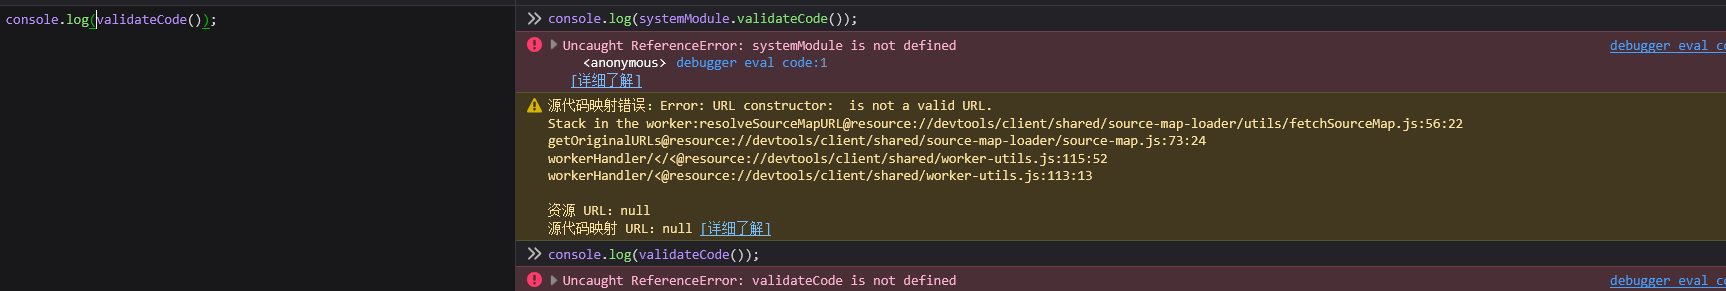 console.log(validateCode());
console.log(systemModule.validateCode());
Uncaught ReferenceError: systemModule is not defined
debugger eval co
<anonymous> debugger eval code:1
[详细了解]
源代码映射错误：Error: URL constructor:  is not a valid URL.
Stack in the worker:resolveSourceMapURL@resource://devtools/client/shared/source-map-loader/utils/fetchSourceMap.js:56:22
getOriginalURLs@resource://devtools/client/shared/source-map-loader/source-map.js:73:24
workerHandler/</<@resource://devtools/client/shared/worker-utils.js:115:52
workerHandler/<@resource://devtools/client/shared/worker-utils.js:113:13
资源 URL：null
源代码映射 URL：null [详细了解]
console.log(validateCode());
Uncaught ReferenceError: validateCode is not defined
debugger eval co